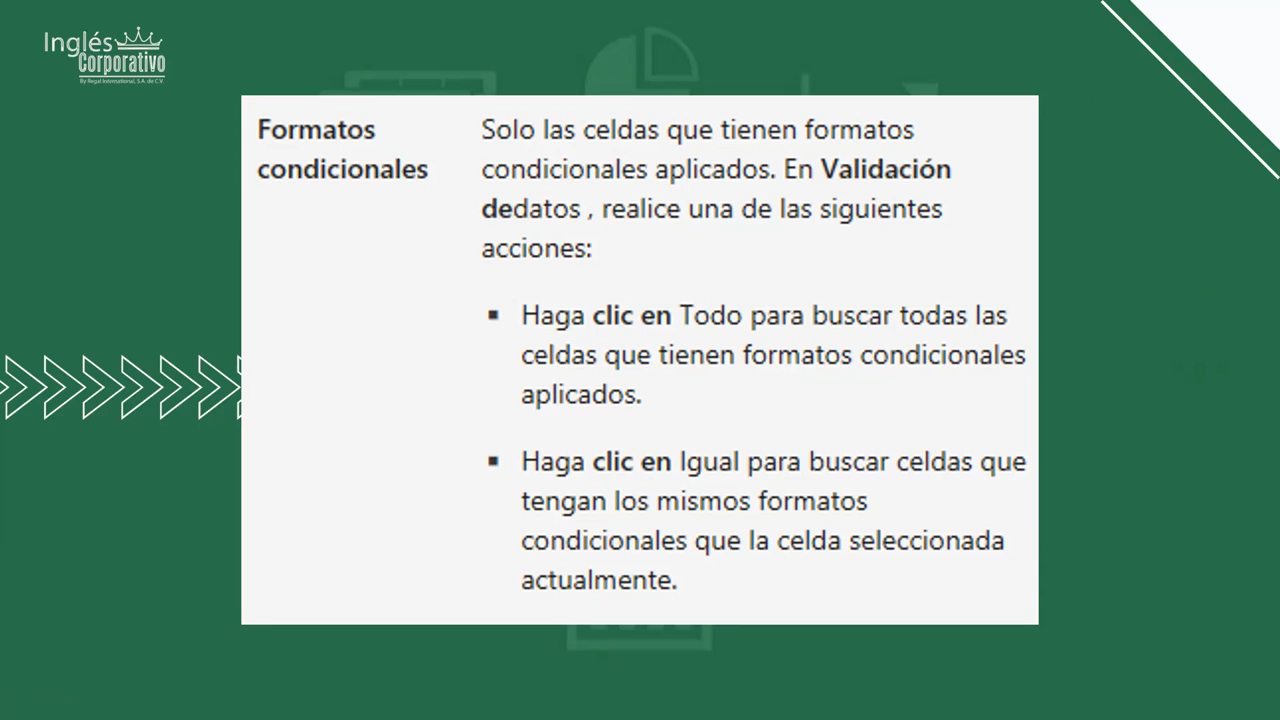 Inglés
Corporativo
By Regal International, S.A. de C.V.
Formatos
condicionales
Solo las celdas que tienen formatos
condicionales aplicados. En Validación
dedatos , realice una de las siguientes
acciones:
▪ Haga clic en Todo para buscar todas las
celdas que tienen formatos condicionales
aplicados.
▪ Haga clic en Igual para buscar celdas que
tengan los mismos formatos
condicionales que la celda seleccionada
actualmente.